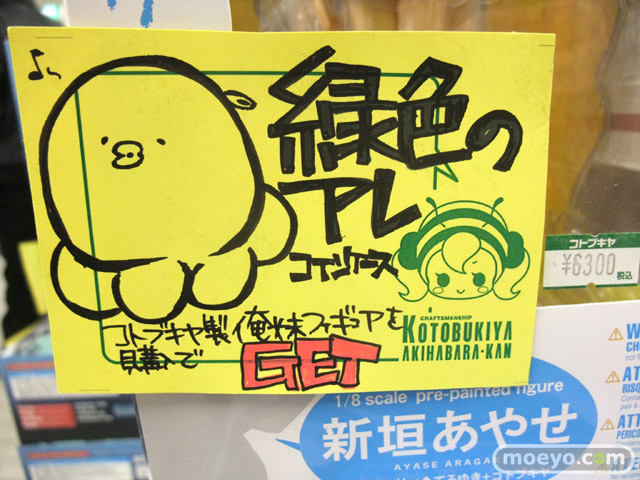 緑色の
アレ
コインケース
コトブキヤ製俺妹フィギュアを
購入で
GET
CRAFTSMANSHIP
KOTOBUKIYA
AKIHABARA-KAN
コトブキヤ
¥6300
税込
1/8 scale pre-painted figure
新垣あやせ
AYASE ARAGAK
moeyo.com